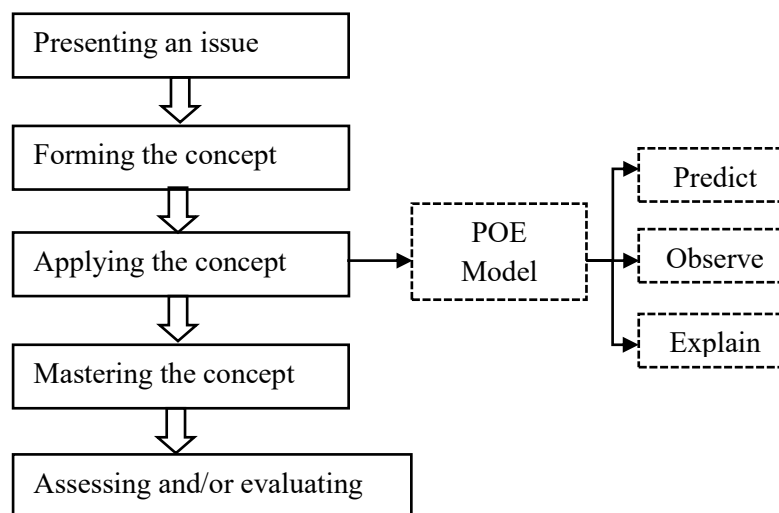 Presenting an issue
Forming the concept
Applying the concept
Mastering the concept
Assessing and/or evaluating
POE
Model
Predict
Observe
Explain